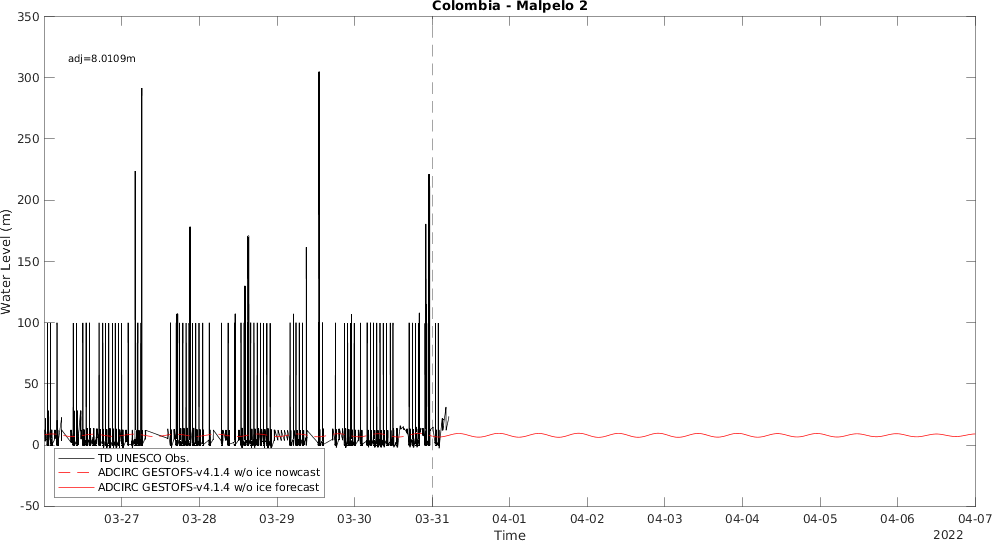 Colombia - Malpelo 2
adj=8.0109m
350
300
250
200
150
100
50
0
-50
Water Level (m)
TD UNESCO Obs.
ADCIRC GESTOFS-v4.1.4 w/o ice nowcast
ADCIRC GESTOFS-v4.1.4 w/o ice forecast
03-27 03-28 03-29 03-30 03-31 04-01 04-02 04-03 04-04 04-05 04-06 04-07
Time
2022